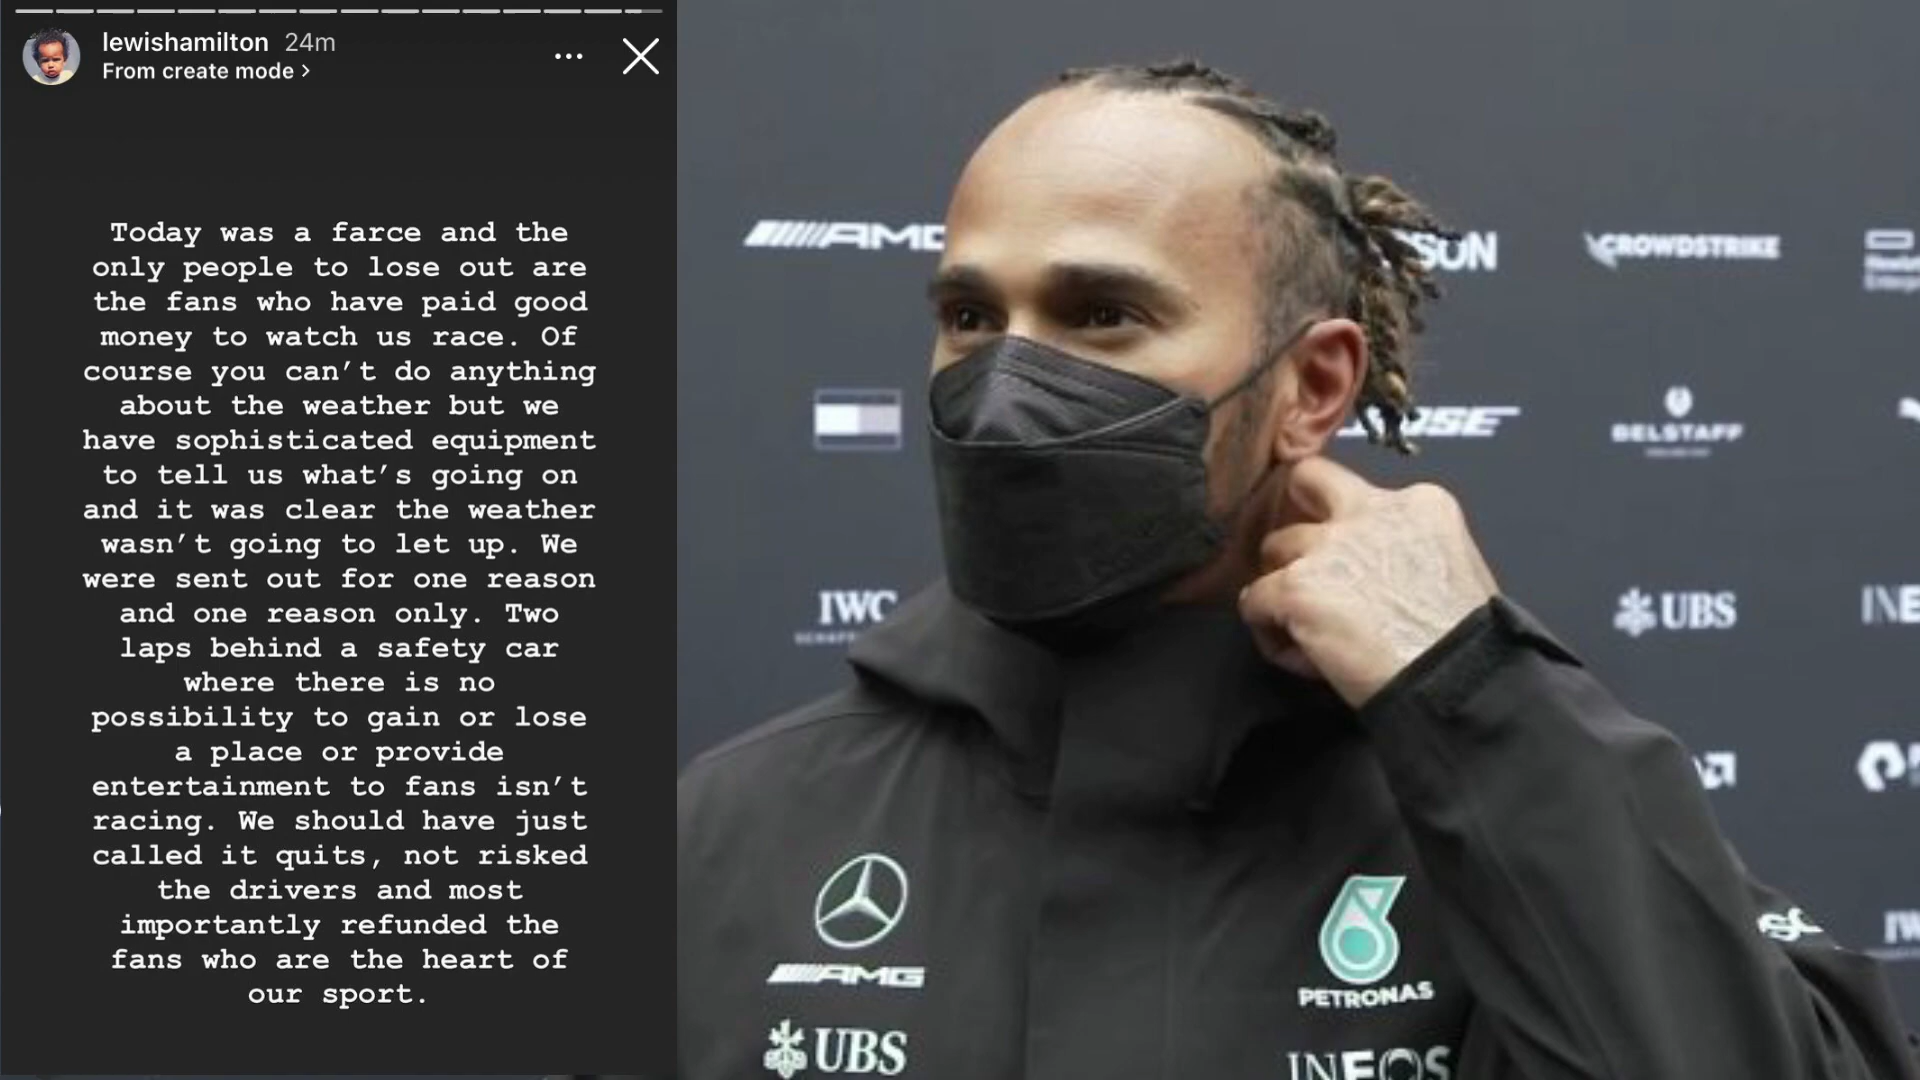 lewishamilton 24m
From create mode >
Today was a farce and the
only people to lose out are
the fans who have paid good
money to watch us race. Of
course you can’t do anything
about the weather but we
have sophisticated equipment
to tell us what’s going on
and it was clear the weather
wasn’t going to let up. We
were sent out for one reason
and one reason only. Two
laps behind a safety car
where there is no
possibility to gain or lose
a place or provide
entertainment to fans isn’t
racing. We should have just
called it quits, not risked
the drivers and most
importantly refunded the
fans who are the heart of
our sport.
AMG
SON
CROWDSTRIKE
OSE
BELSTAFF
IWC
UBS
INE
AMG
PETRONAS
IW
UBS
INEOS